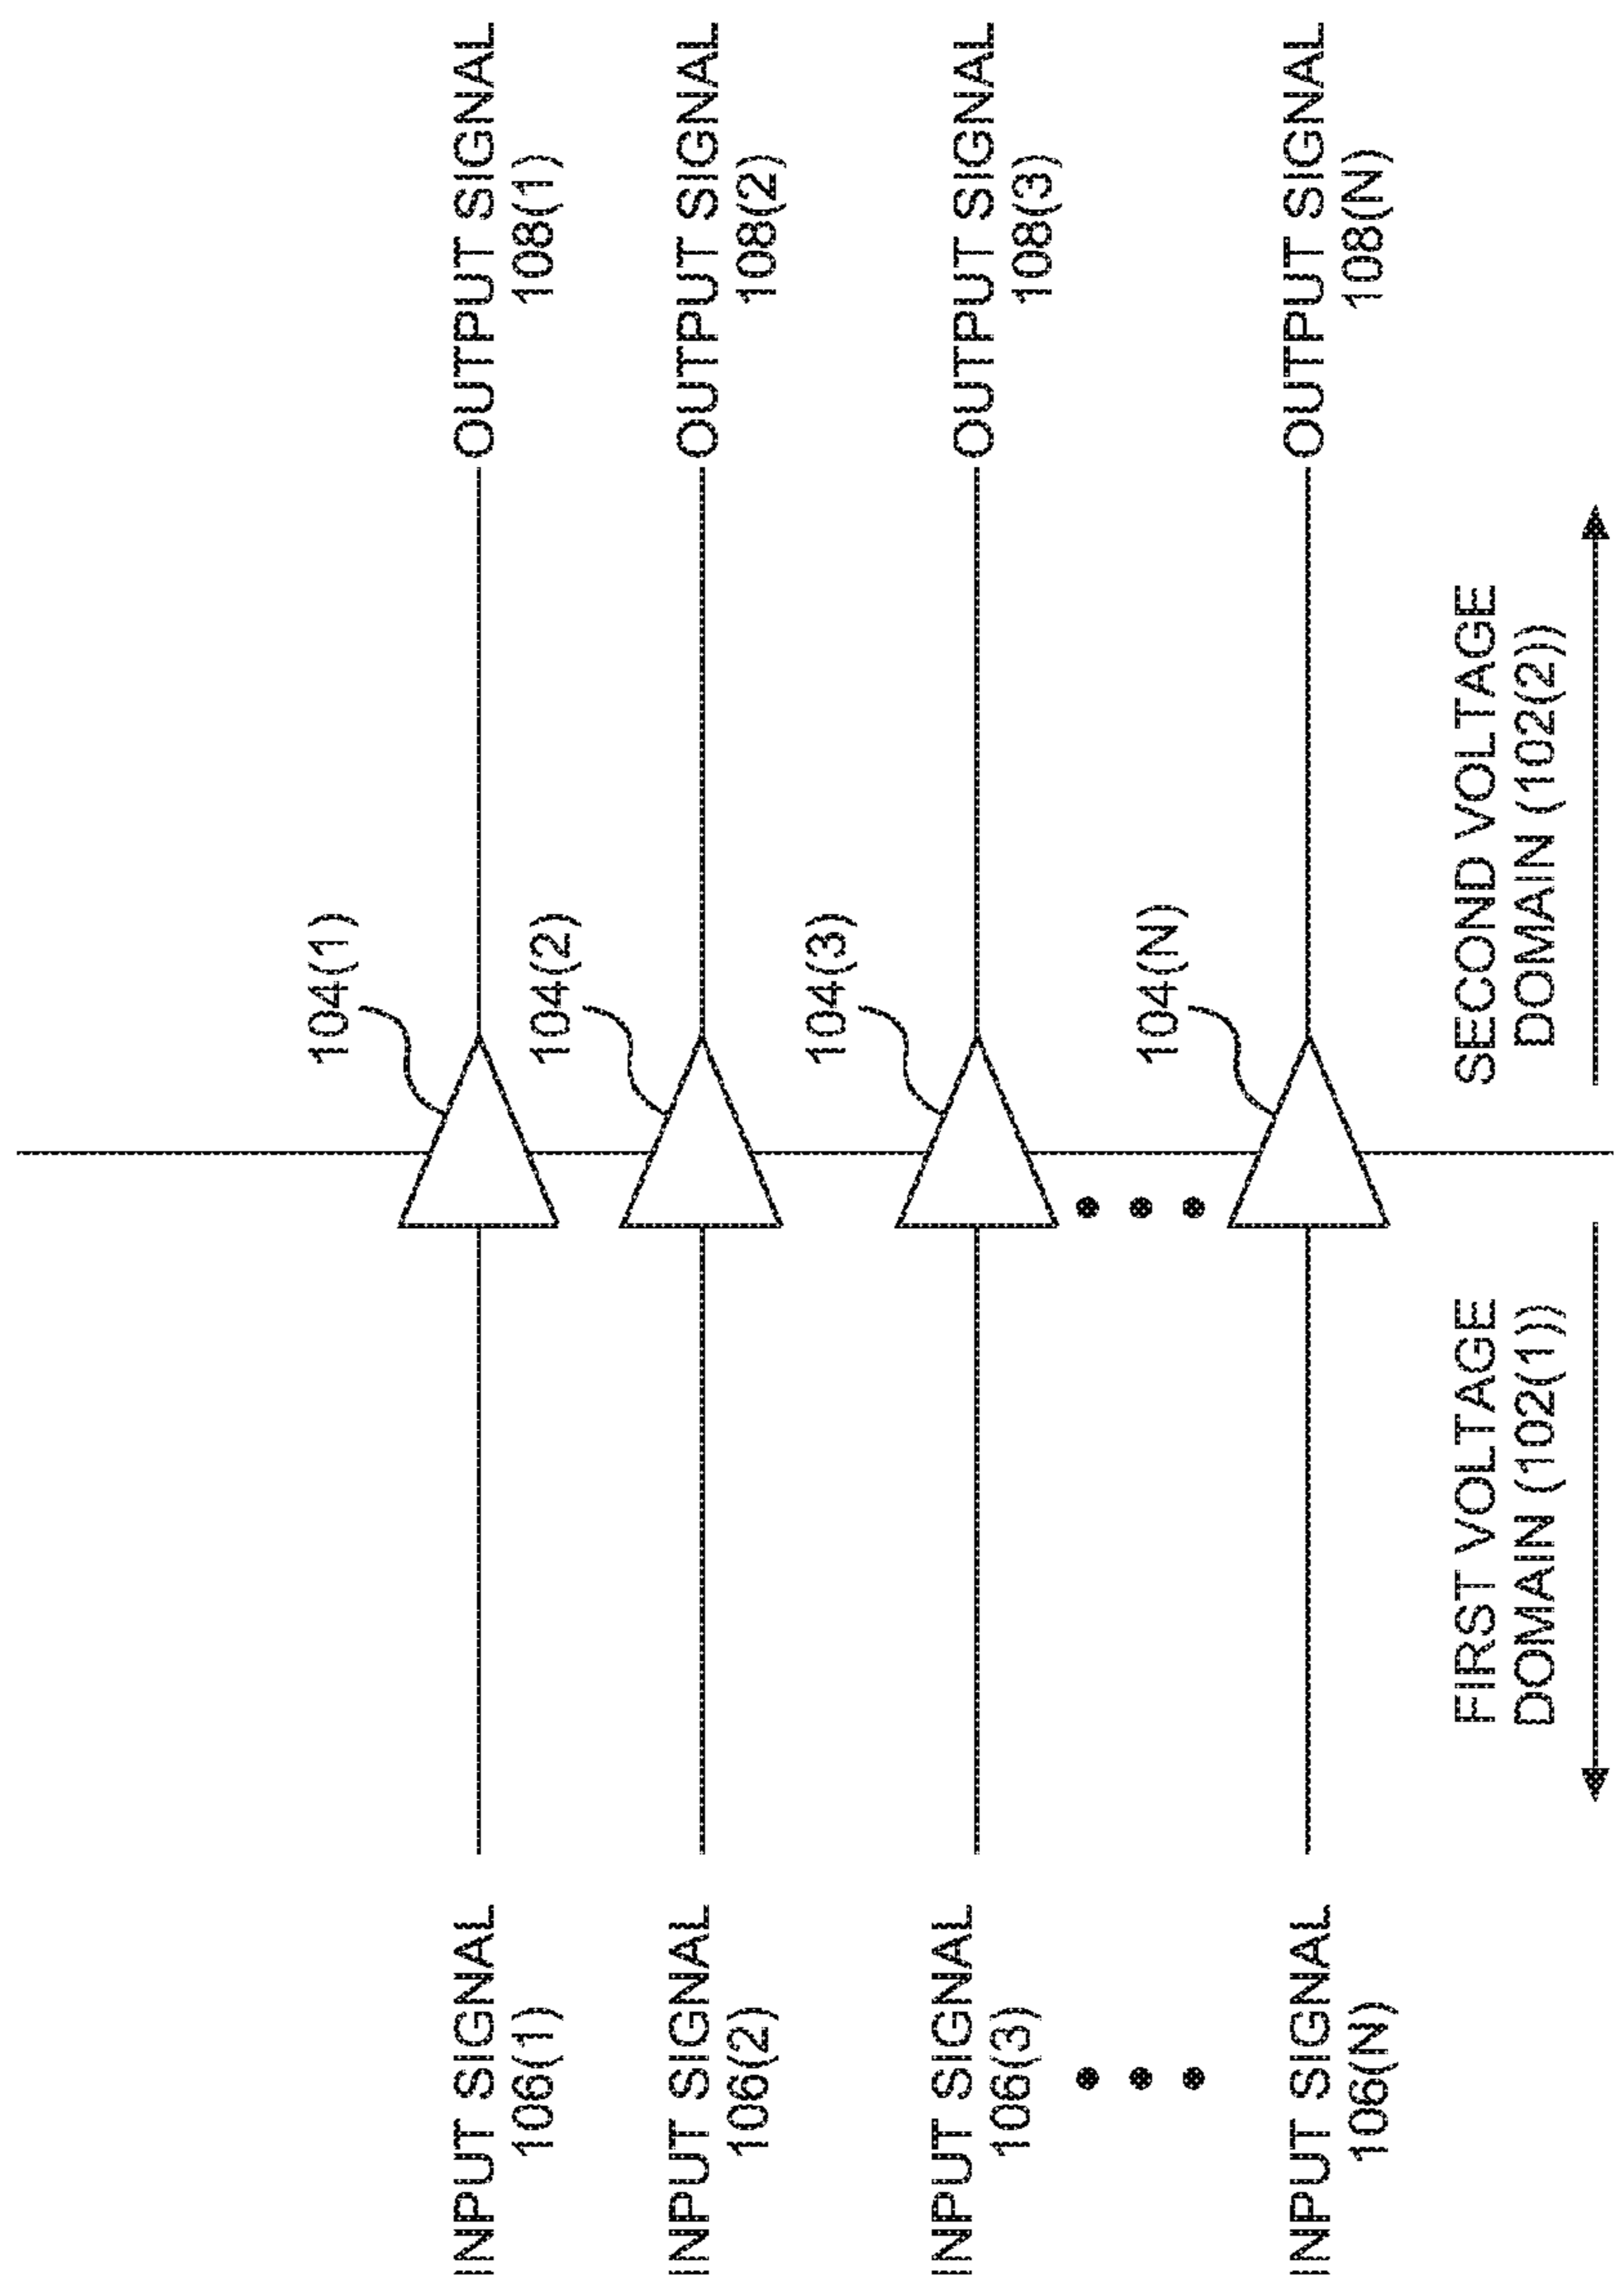 104(1)
INPUT SIGNAL
106(1)
OUTPUT SIGNAL
108(1)
104(2)
INPUT SIGNAL
106(2)
OUTPUT SIGNAL
108(2)
104(3)
INPUT SIGNAL
106(3)
OUTPUT SIGNAL
108(3)
104(N)
INPUT SIGNAL
106(N)
OUTPUT SIGNAL
108(N)
FIRST VOLTAGE
DOMAIN (102(1))
SECOND VOLTAGE
DOMAIN (102(2))